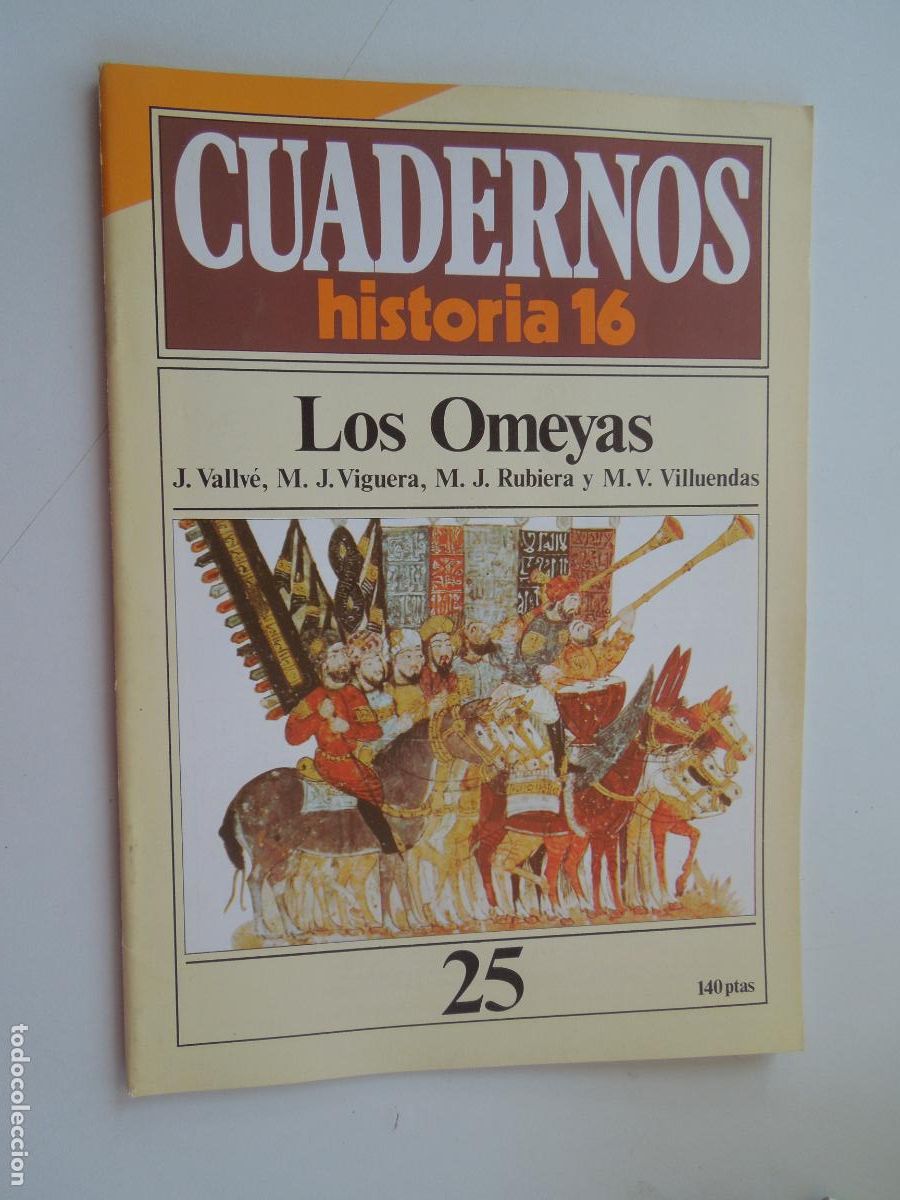 CUADERNOS
historia 16
Los Omeyas
J. Vallvé, M. J. Viguera, M. J. Rubiera y M. V. Villuendas
25
140 ptas
todocoleccion